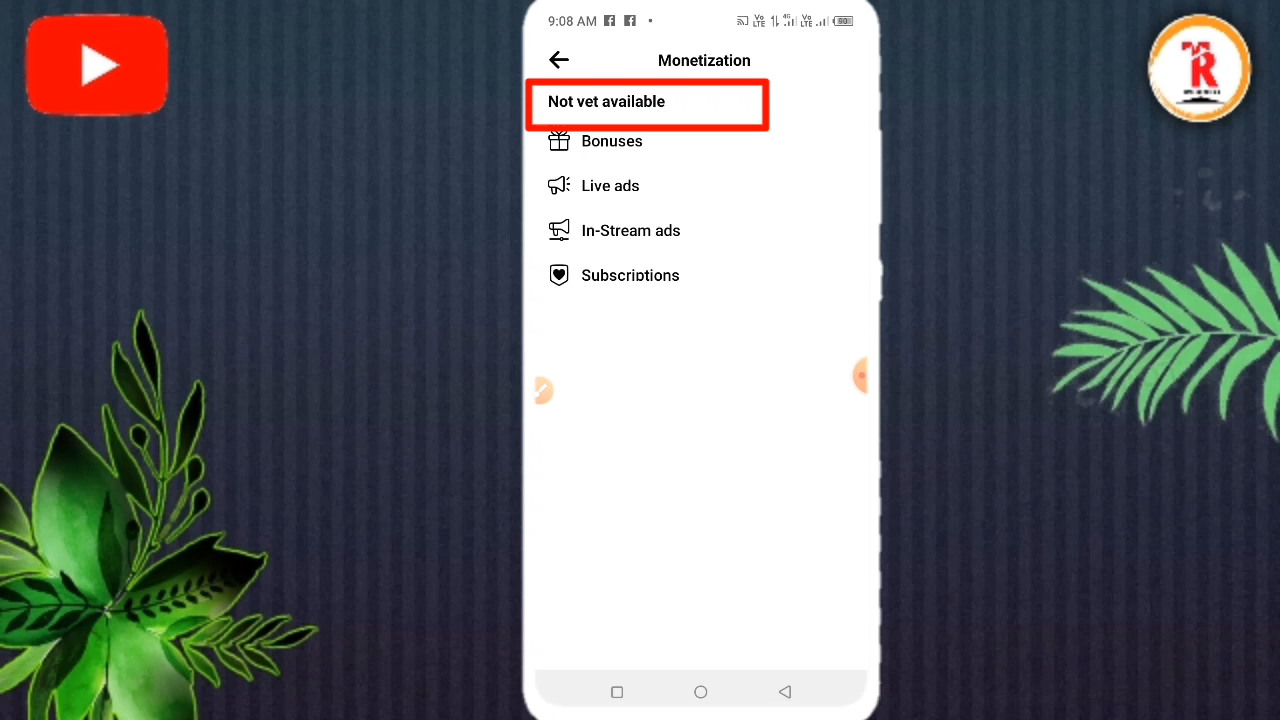 9:08 AM
Monetization
Not vet available
Bonuses
Live ads
In-Stream ads
Subscriptions